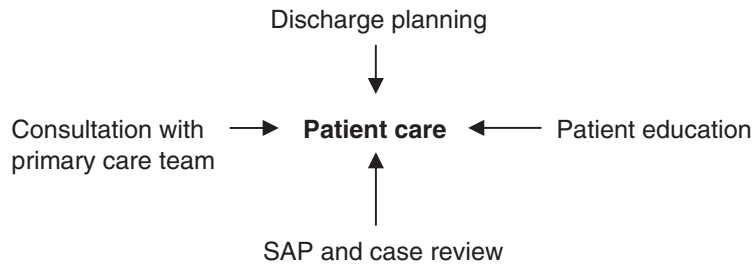 Discharge planning
Consultation with
primary care team
Patient care
Patient education
SAP and case review